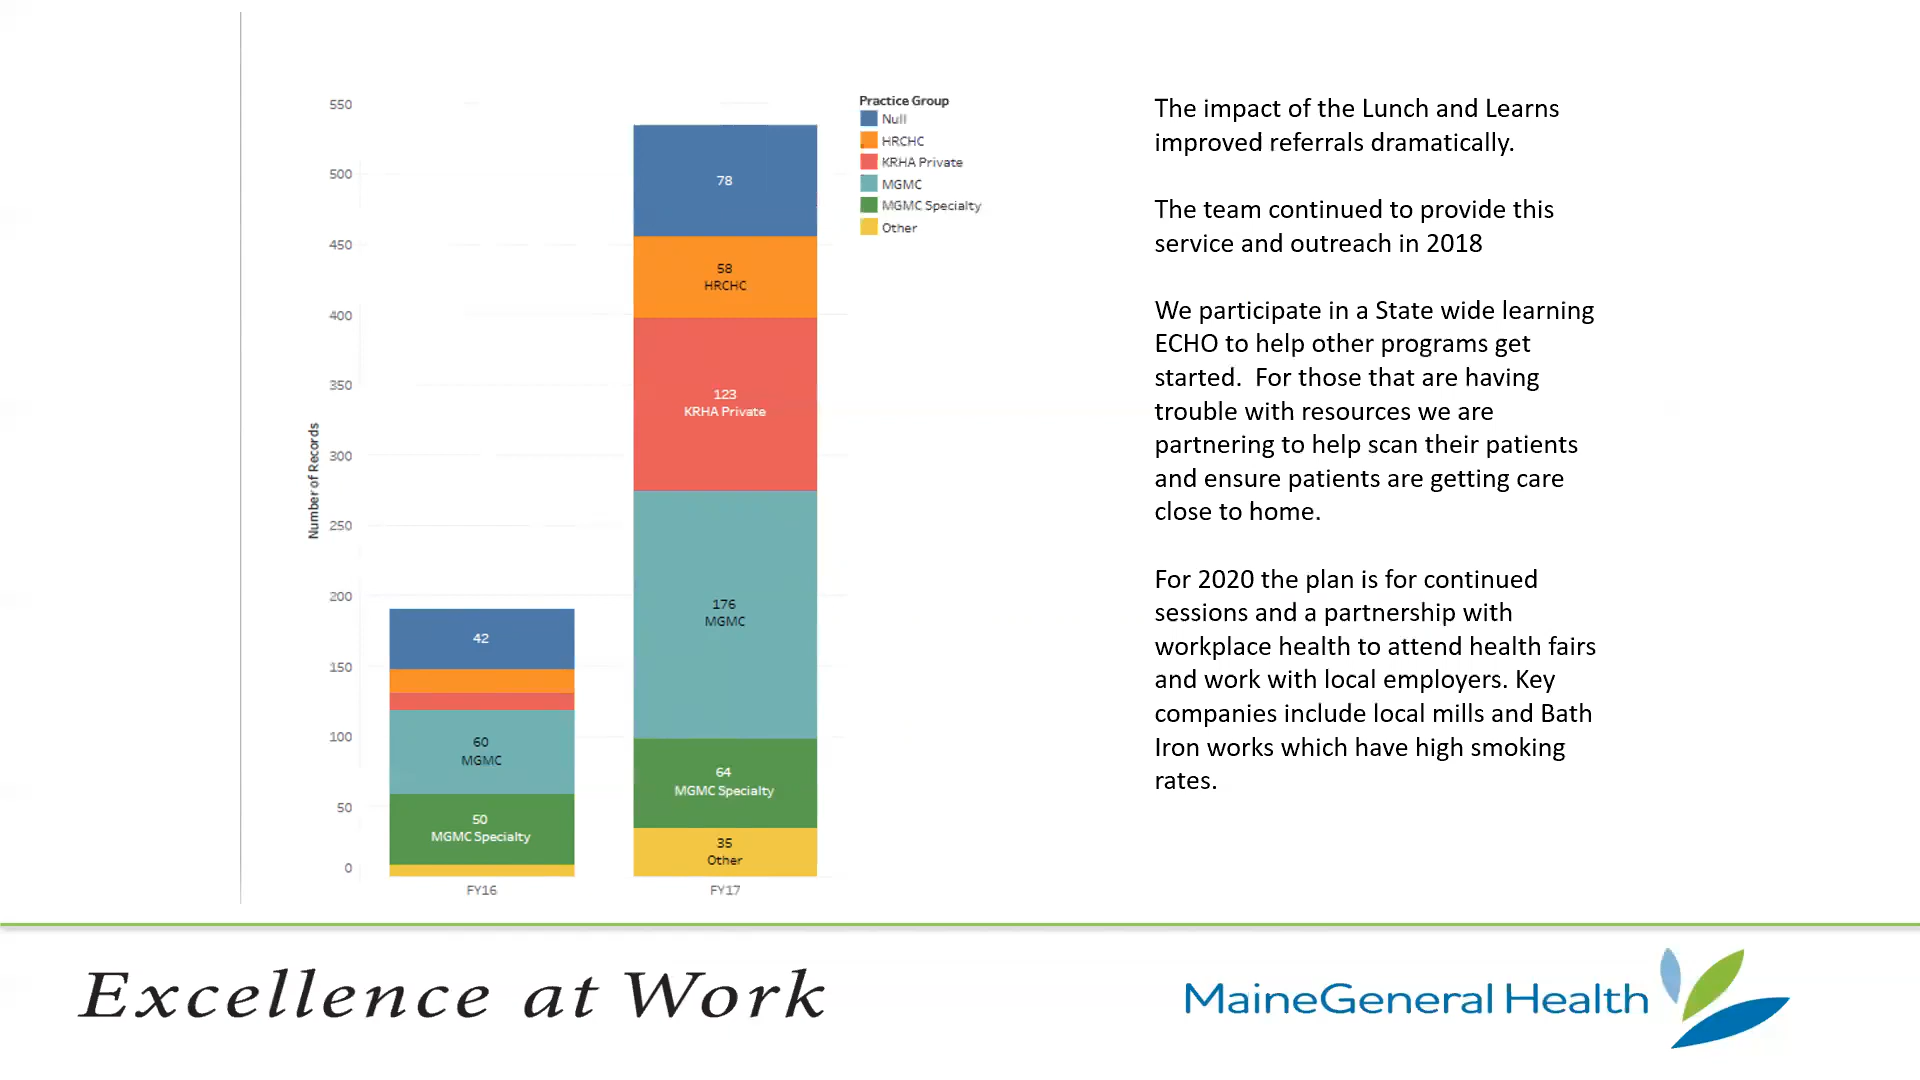 550
500
450
400
350
300
250
200
150
100
50
0
Number of Records
42
60
MGMC
50
MGMC Specialty
FY16
78
58
HRCHC
123
KRHA Private
176
MGMC
64
MGMC Specialty
35
Other
FY17
Practice Group
Null
HRCHC
KRHA Private
MGMC
MGMC Specialty
Other
The impact of the Lunch and Learns
improved referrals dramatically.
The team continued to provide this
service and outreach in 2018
We participate in a State wide learning
ECHO to help other programs get
started.  For those that are having
trouble with resources we are
partnering to help scan their patients
and ensure patients are getting care
close to home.
For 2020 the plan is for continued
sessions and a partnership with
workplace health to attend health fairs
and work with local employers. Key
companies include local mills and Bath
Iron works which have high smoking
rates.
Excellence at Work
MaineGeneral Health